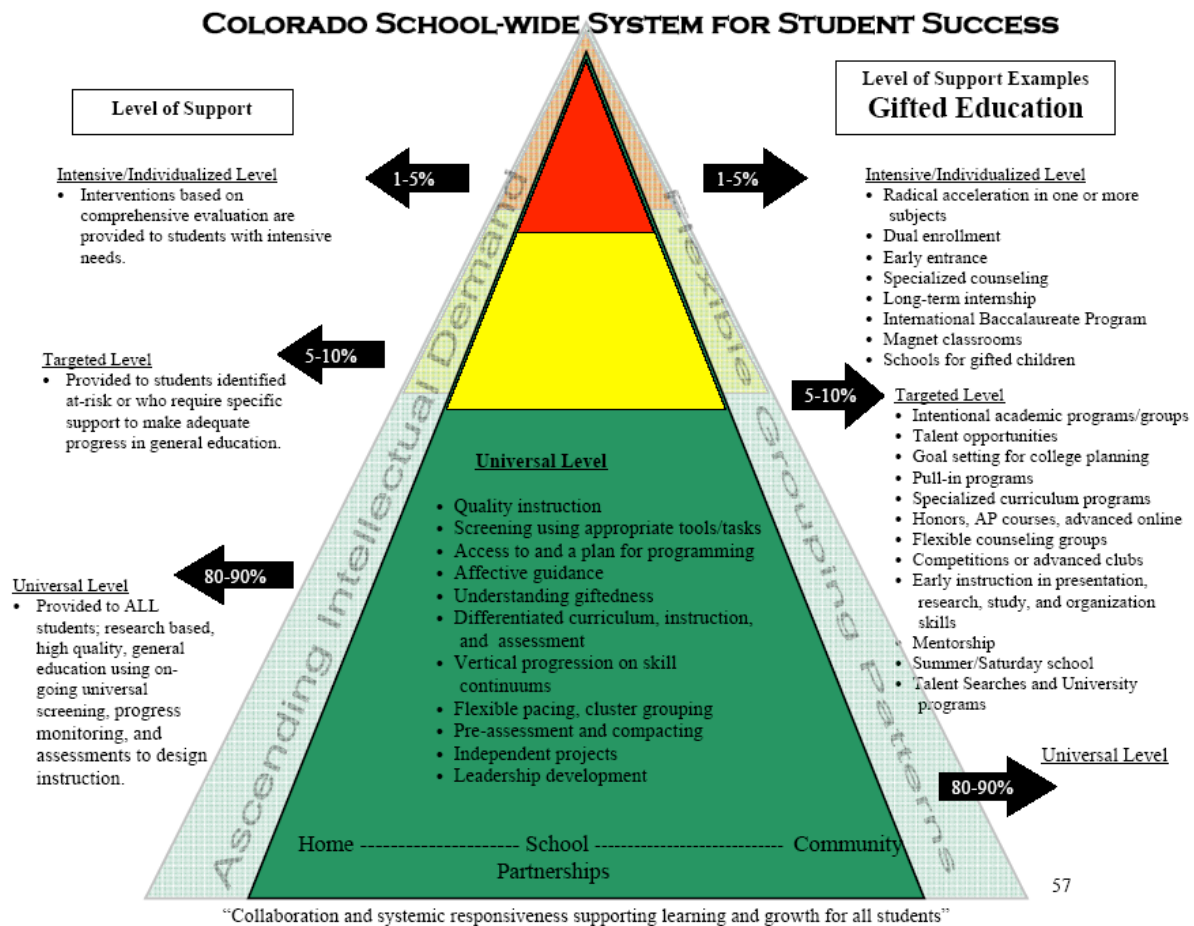 COLORADO SCHOOL-WIDE SYSTEM FOR STUDENT SUCCESS
Level of Support
Intensive/Individualized Level
• Interventions based on
comprehensive evaluation are
provided to students with intensive
needs.
1-5%
Targeted Level
• Provided to students identified
at-risk or who require specific
support to make adequate
progress in general education.
5-10%
Universal Level
• Provided to ALL
students; research based,
high quality, general
education using on-
going universal
screening, progress
monitoring, and
assessments to design
instruction.
80-90%
Ascending Intellectual Demand
Universal Level
• Quality instruction
• Screening using appropriate tools/tasks
• Access to and a plan for programming
• Affective guidance
• Understanding giftedness
• Differentiated curriculum, instruction,
and assessment
• Vertical progression on skill
continuums
• Flexible pacing, cluster grouping
• Pre-assessment and compacting
• Independent projects
• Leadership development
Home -------------------- School ---------------------------- Community
Partnerships
Flexible Grouping Patterns
Level of Support Examples
Gifted Education
1-5%
Intensive/Individualized Level
• Radical acceleration in one or more
subjects
• Dual enrollment
• Early entrance
• Specialized counseling
• Long-term internship
• International Baccalaureate Program
• Magnet classrooms
• Schools for gifted children
5-10%
Targeted Level
• Intentional academic programs/groups
• Talent opportunities
• Goal setting for college planning
• Pull-in programs
• Specialized curriculum programs
• Honors, AP courses, advanced online
• Flexible counseling groups
• Competitions or advanced clubs
• Early instruction in presentation,
research, study, and organization
skills
• Mentorship
• Summer/Saturday school
• Talent Searches and University
programs
Universal Level
80-90%
57
“Collaboration and systemic responsiveness supporting learning and growth for all students”